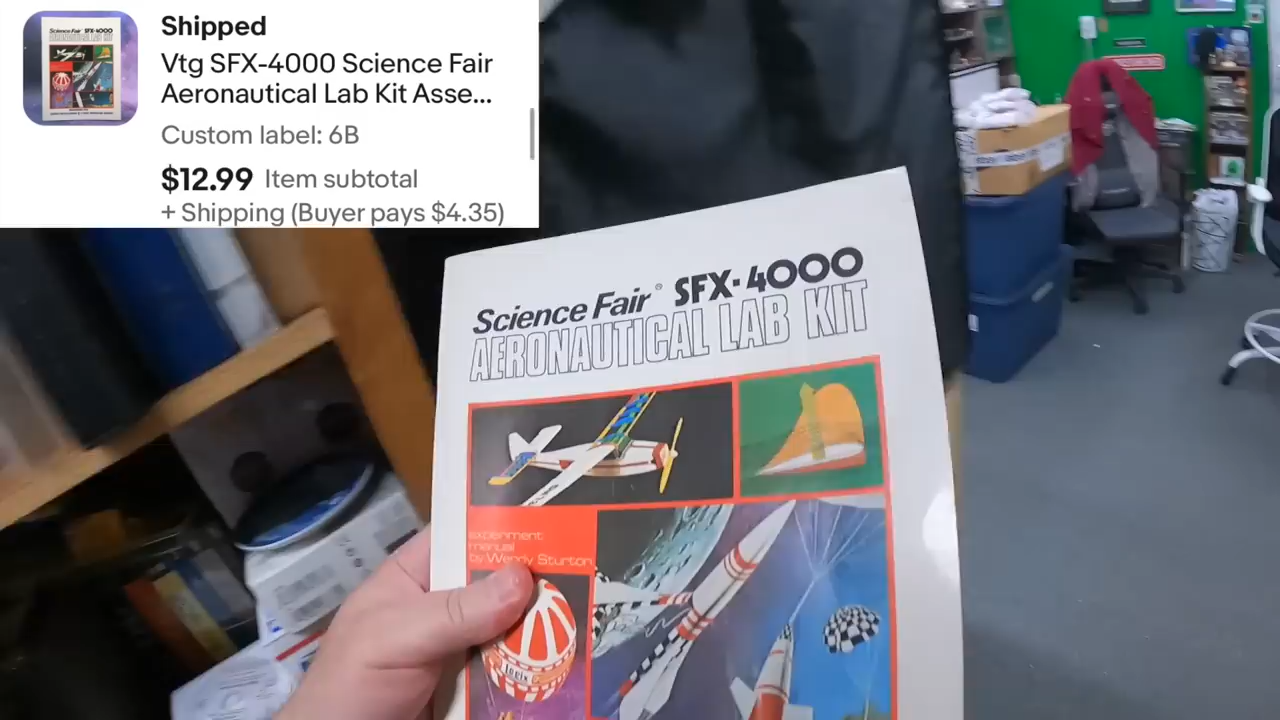 Shipped
Vtg SFX-4000 Science Fair
Aeronautical Lab Kit Asse...
Custom label: 6B
$12.99 Item subtotal
+ Shipping (Buyer pays $4.35)
Science Fair® SFX-4000
AERONAUTICAL LAB KIT
experiment
manual
by Wendy Sturton